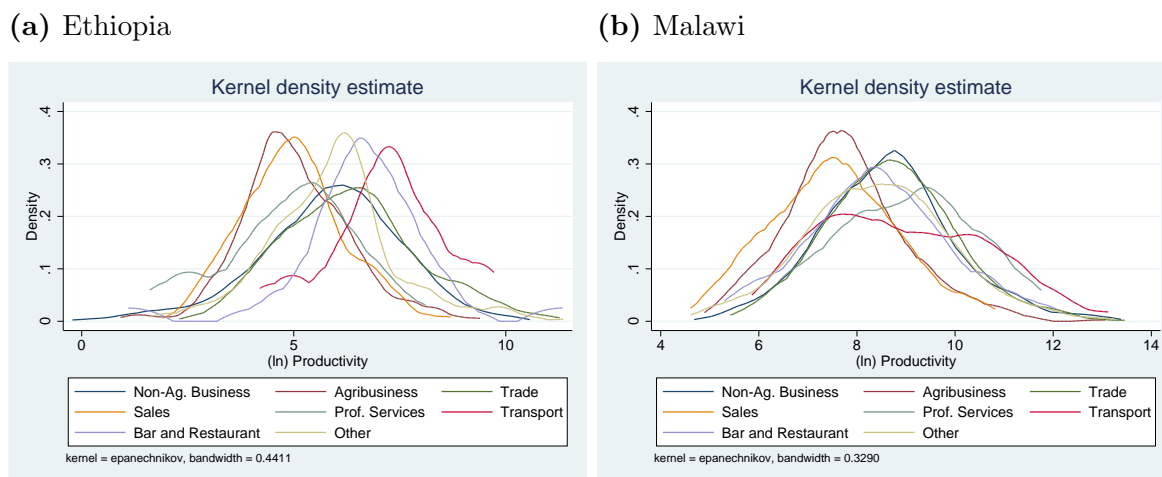 (a) Ethiopia
Kernel density estimate
.4
.3
.2
.1
0
Density
0 5 10
(ln) Productivity
Non-Ag. Business Agribusiness Trade
Sales Prof. Services Transport
Bar and Restaurant Other
kernel = epanechnikov, bandwidth = 0.4411
(b) Malawi
Kernel density estimate
.4
.3
.2
.1
0
Density
4 6 8 10 12 14
(ln) Productivity
Non-Ag. Business Agribusiness Trade
Sales Prof. Services Transport
Bar and Restaurant Other
kernel = epanechnikov, bandwidth = 0.3290